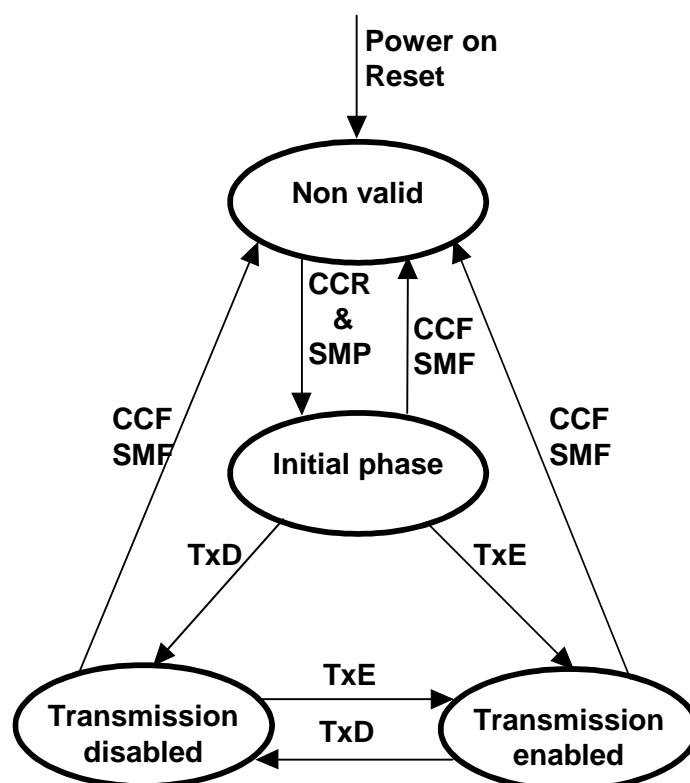 Power on
Reset
Non valid
CCR
&
SMP
CCF
SMF
CCF
SMF
CCF
SMF
Initial phase
TxD
TxE
TxE
Transmission
disabled
TxD
Transmission
enabled